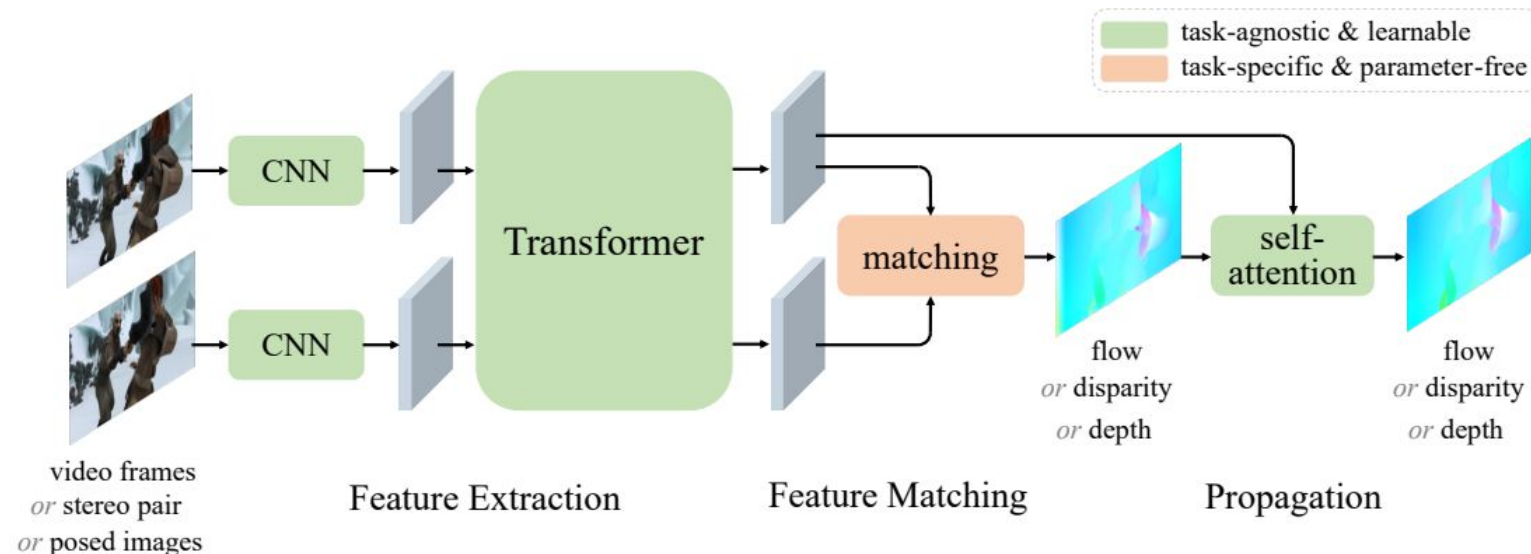 task-agnostic & learnable
task-specific & parameter-free
CNN
Transformer
matching
self-
attention
CNN
flow
or disparity
or depth
flow
or disparity
or depth
video frames
or stereo pair
or posed images
Feature Extraction
Feature Matching
Propagation